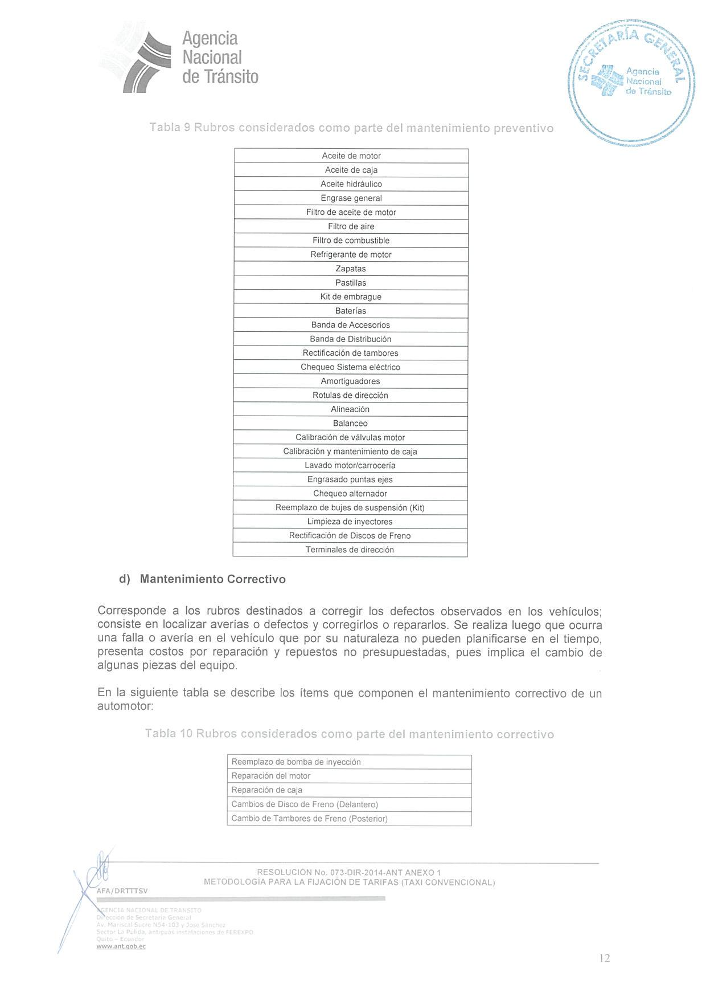 Agencia
Nacional
de Tránsito
SECRETARÍA GENERAL
Agencia
Nacional
de Tránsito
Tabla 9 Rubros considerados como parte del mantenimiento preventivo
Aceite de motor
Aceite de caja
Aceite hidráulico
Engrase general
Filtro de aceite de motor
Filtro de aire
Filtro de combustible
Refrigerante de motor
Zapatas
Pastillas
Kit de embrague
Baterías
Banda de Accesorios
Banda de Distribución
Rectificación de tambores
Chequeo Sistema eléctrico
Amortiguadores
Rotulas de dirección
Alineación
Balanceo
Calibración de válvulas motor
Calibración y mantenimiento de caja
Lavado motor/carrocería
Engrasado puntas ejes
Chequeo alternador
Reemplazo de bujes de suspensión (Kit)
Limpieza de inyectores
Rectificación de Discos de Freno
Terminales de dirección
d) Mantenimiento Correctivo
Corresponde a los rubros destinados a corregir los defectos observados en los vehículos;
consiste en localizar averías o defectos y corregirlos o repararlos. Se realiza luego que ocurra
una falla o avería en el vehículo que por su naturaleza no pueden planificarse en el tiempo,
presenta costos por reparación y repuestos no presupuestadas, pues implica el cambio de
algunas piezas del equipo.
En la siguiente tabla se describe los ítems que componen el mantenimiento correctivo de un
automotor:
Tabla 10 Rubros considerados como parte del mantenimiento correctivo
Reemplazo de bomba de inyección
Reparación del motor
Reparación de caja
Cambios de Disco de Freno (Delantero)
Cambio de Tambores de Freno (Posterior)
RESOLUCIÓN No. 073-DIR-2014-ANT ANEXO 1
METODOLOGÍA PARA LA FIJACIÓN DE TARIFAS (TAXI CONVENCIONAL)
AFA/DRTTTSV
AGENCIA NACIONAL DE TRANSITO
Dirección de Secretaria General
Av. Mariscal Sucre N54-103 y José Sánchez
Sector La Pulida, antiguas instalaciones de FEREXPO
Quito – Ecuador
www.ant.gob.ec
12